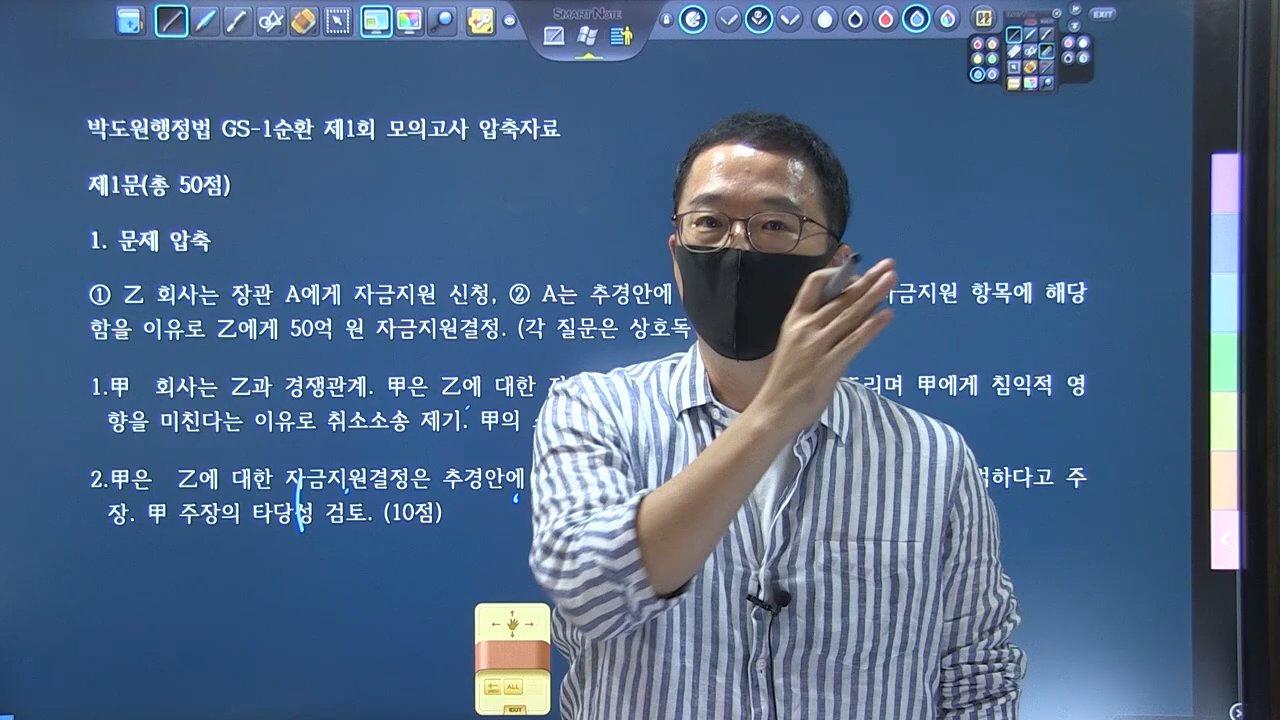 SMART NOTE
EXIT
박도원행정법 GS-1순환 제1회 모의고사 압축자료
제1문(총 50점)
1. 문제 압축
① 乙 회사는 장관 A에게 자금지원 신청, ② A는 추경안에 자금지원 항목에 해당
함을 이유로 乙에게 50억 원 자금지원결정. (각 질문은 상호독
1.甲 회사는 乙과 경쟁관계. 甲은 乙에 대한 며 甲에게 침익적 영
향을 미친다는 이유로 취소소송 제기. 甲의
2.甲은 乙에 대한 자금지원결정은 추경안에 하다고 주
장. 甲 주장의 타당성 검토. (10점)
ALL
EXIT